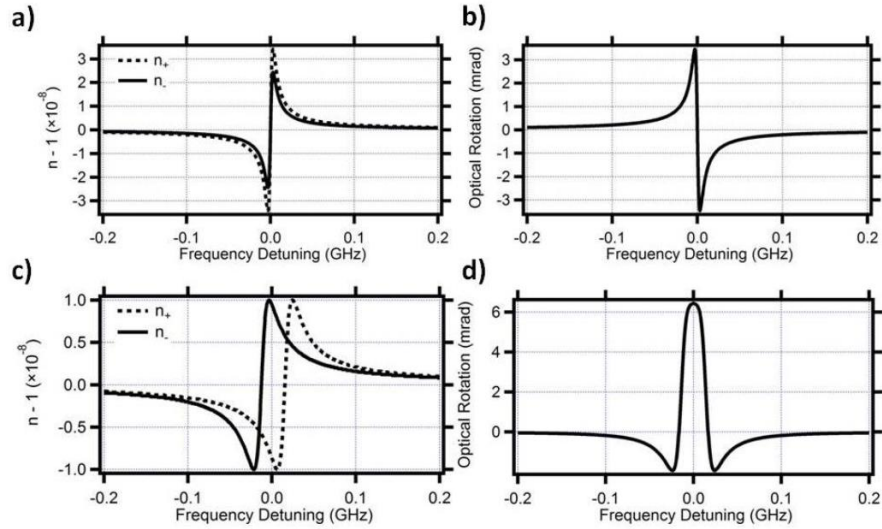 a)
b)
n₊
n₋
n - 1 (×10⁻⁸)
3
2
1
0
-1
-2
-3
-0.2 -0.1 0.0 0.1 0.2
Frequency Detuning (GHz)
Optical Rotation (mrad)
3
2
1
0
-1
-2
-3
-0.2 -0.1 0.0 0.1 0.2
Frequency Detuning (GHz)
c)
d)
n₊
n₋
n - 1 (×10⁻⁸)
1.0
0.5
0.0
-0.5
-1.0
-0.2 -0.1 0.0 0.1 0.2
Frequency Detuning (GHz)
Optical Rotation (mrad)
6
4
2
0
-0.2 -0.1 0.0 0.1 0.2
Frequency Detuning (GHz)